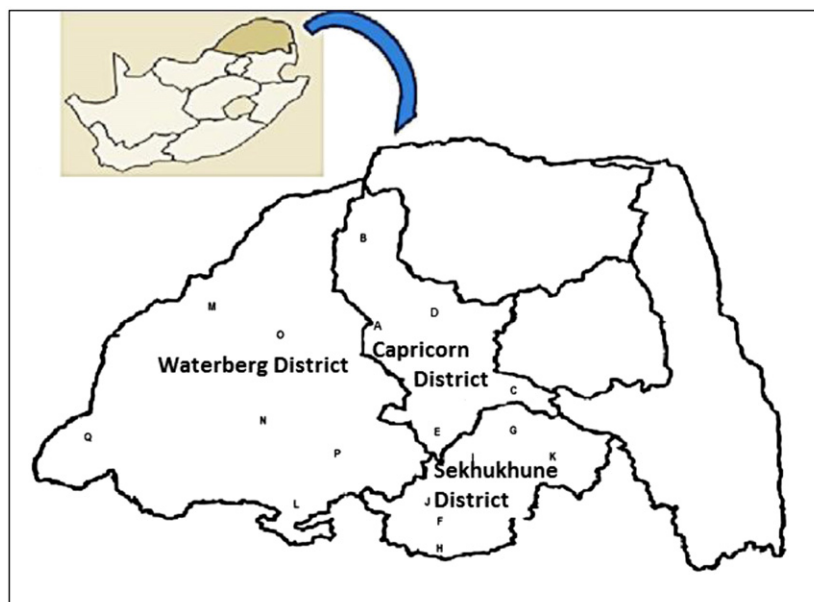 B
M
D
A
O
Waterberg District
Capricorn
District
C
N
Q
E
G
P
K
Sekhukhune
District
J
L
F
H